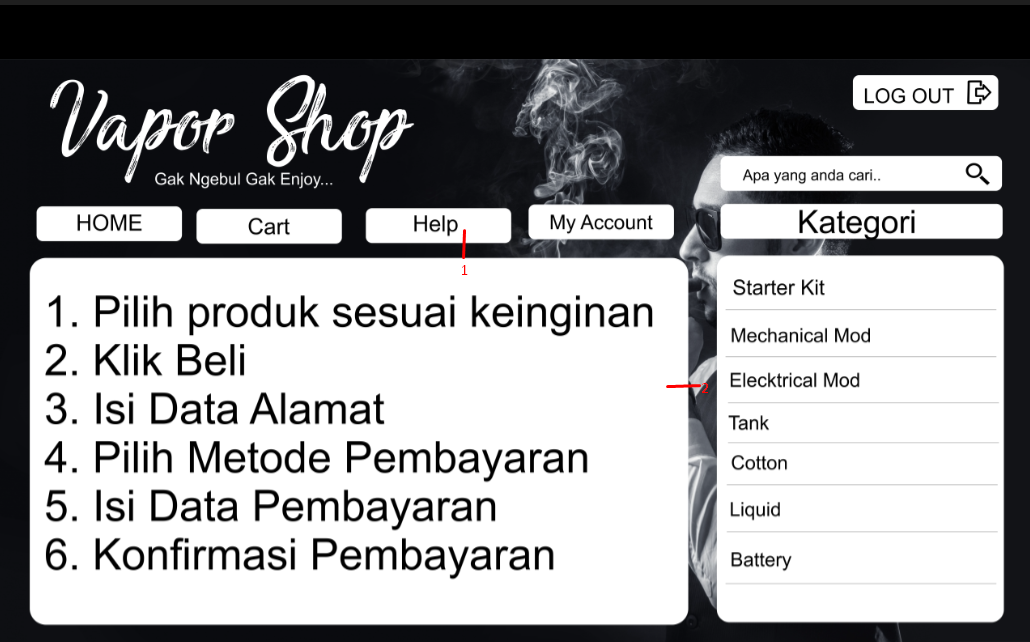 Vapor Shop
Gak Ngebul Gak Enjoy...
LOG OUT
Apa yang anda cari..
HOME
Cart
Help
My Account
Kategori
1
1. Pilih produk sesuai keinginan
2. Klik Beli
3. Isi Data Alamat
4. Pilih Metode Pembayaran
5. Isi Data Pembayaran
6. Konfirmasi Pembayaran
2
Starter Kit
Mechanical Mod
Elecktrical Mod
Tank
Cotton
Liquid
Battery